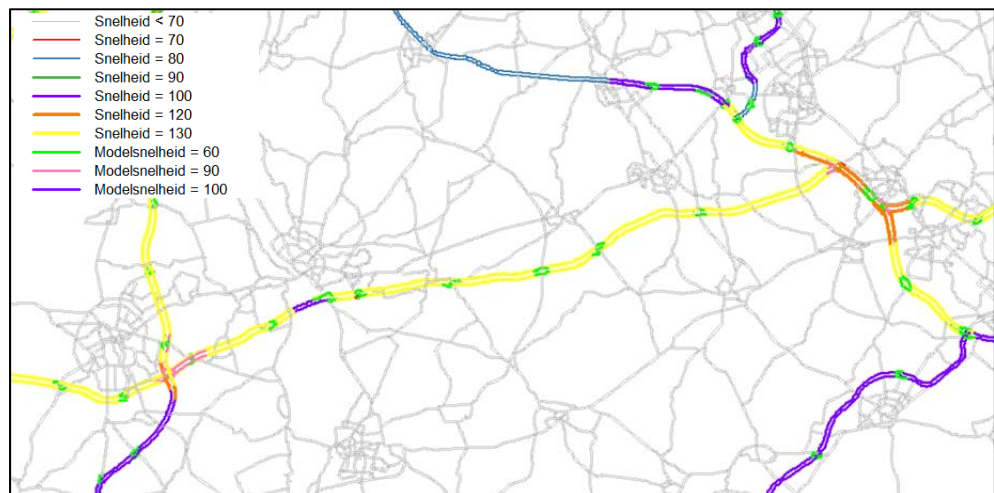 Snelheid < 70
Snelheid = 70
Snelheid = 80
Snelheid = 90
Snelheid = 100
Snelheid = 120
Snelheid = 130
Modelsnelheid = 60
Modelsnelheid = 90
Modelsnelheid = 100